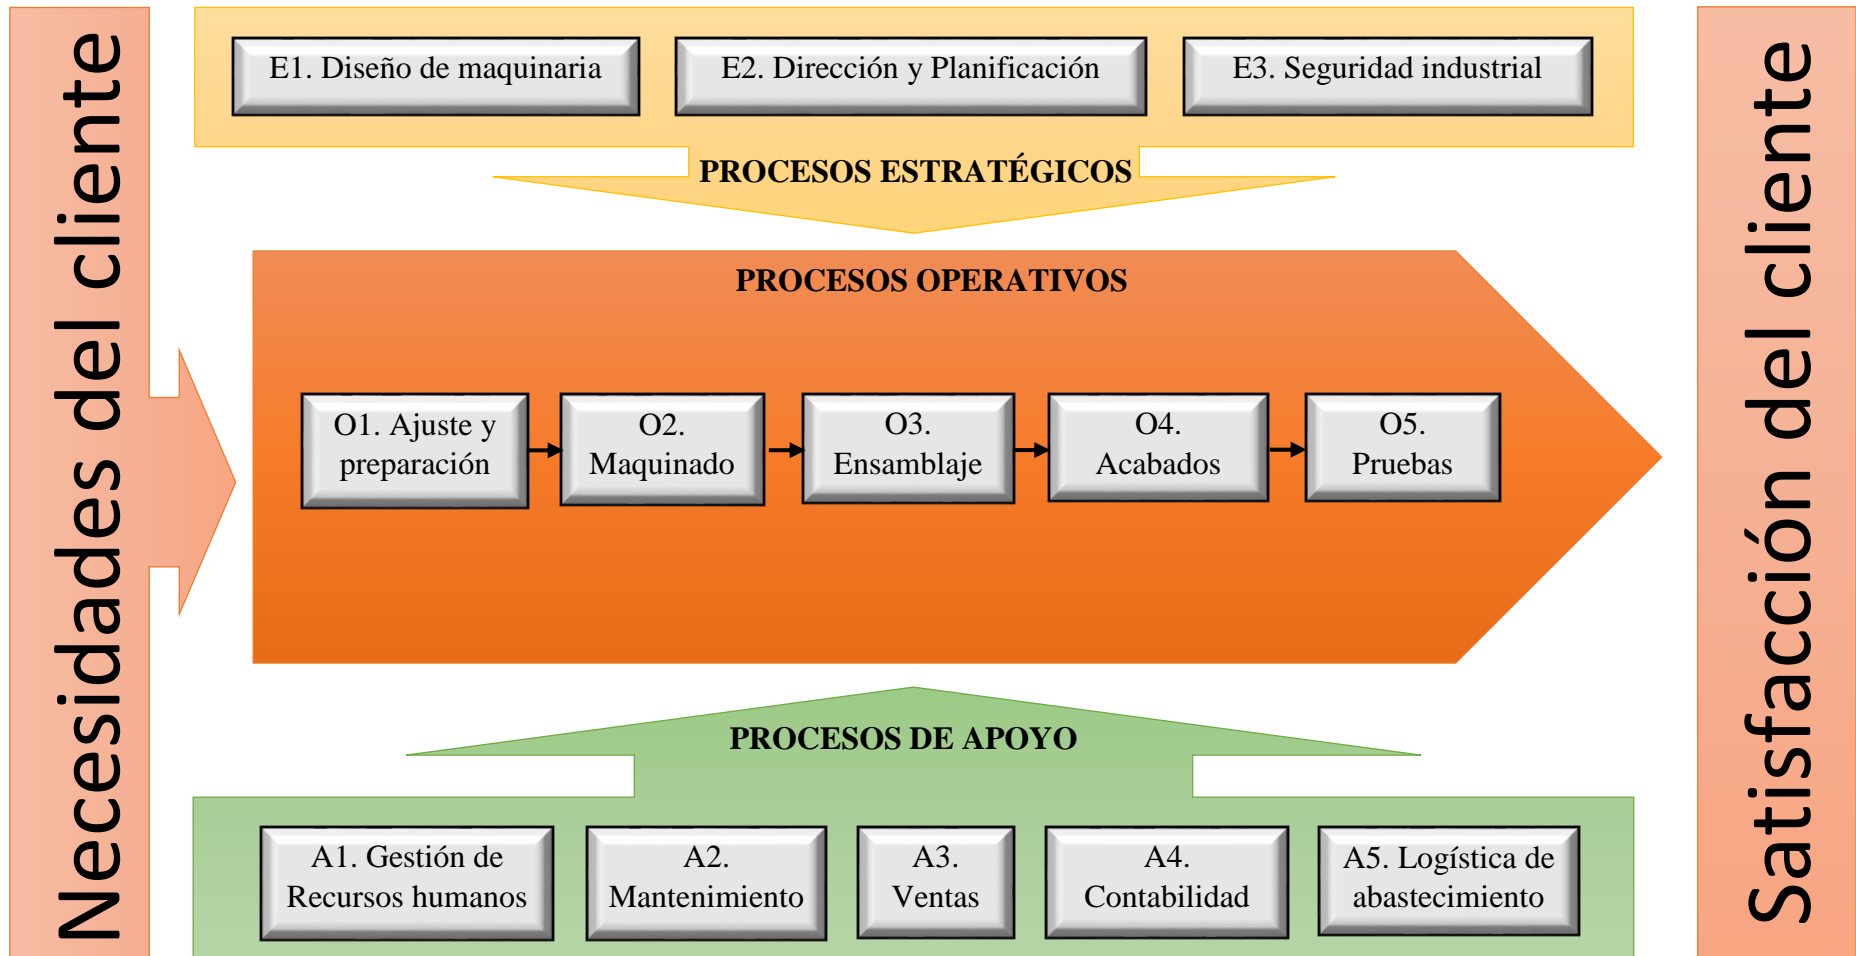 Necesidades del cliente
E1. Diseño de maquinaria
E2. Dirección y Planificación
E3. Seguridad industrial
PROCESOS ESTRATÉGICOS
PROCESOS OPERATIVOS
O1. Ajuste y
preparación
O2.
Maquinado
O3.
Ensamblaje
O4.
Acabados
O5.
Pruebas
PROCESOS DE APOYO
A1. Gestión de
Recursos humanos
A2.
Mantenimiento
A3.
Ventas
A4.
Contabilidad
A5. Logística de
abastecimiento
Satisfacción del cliente